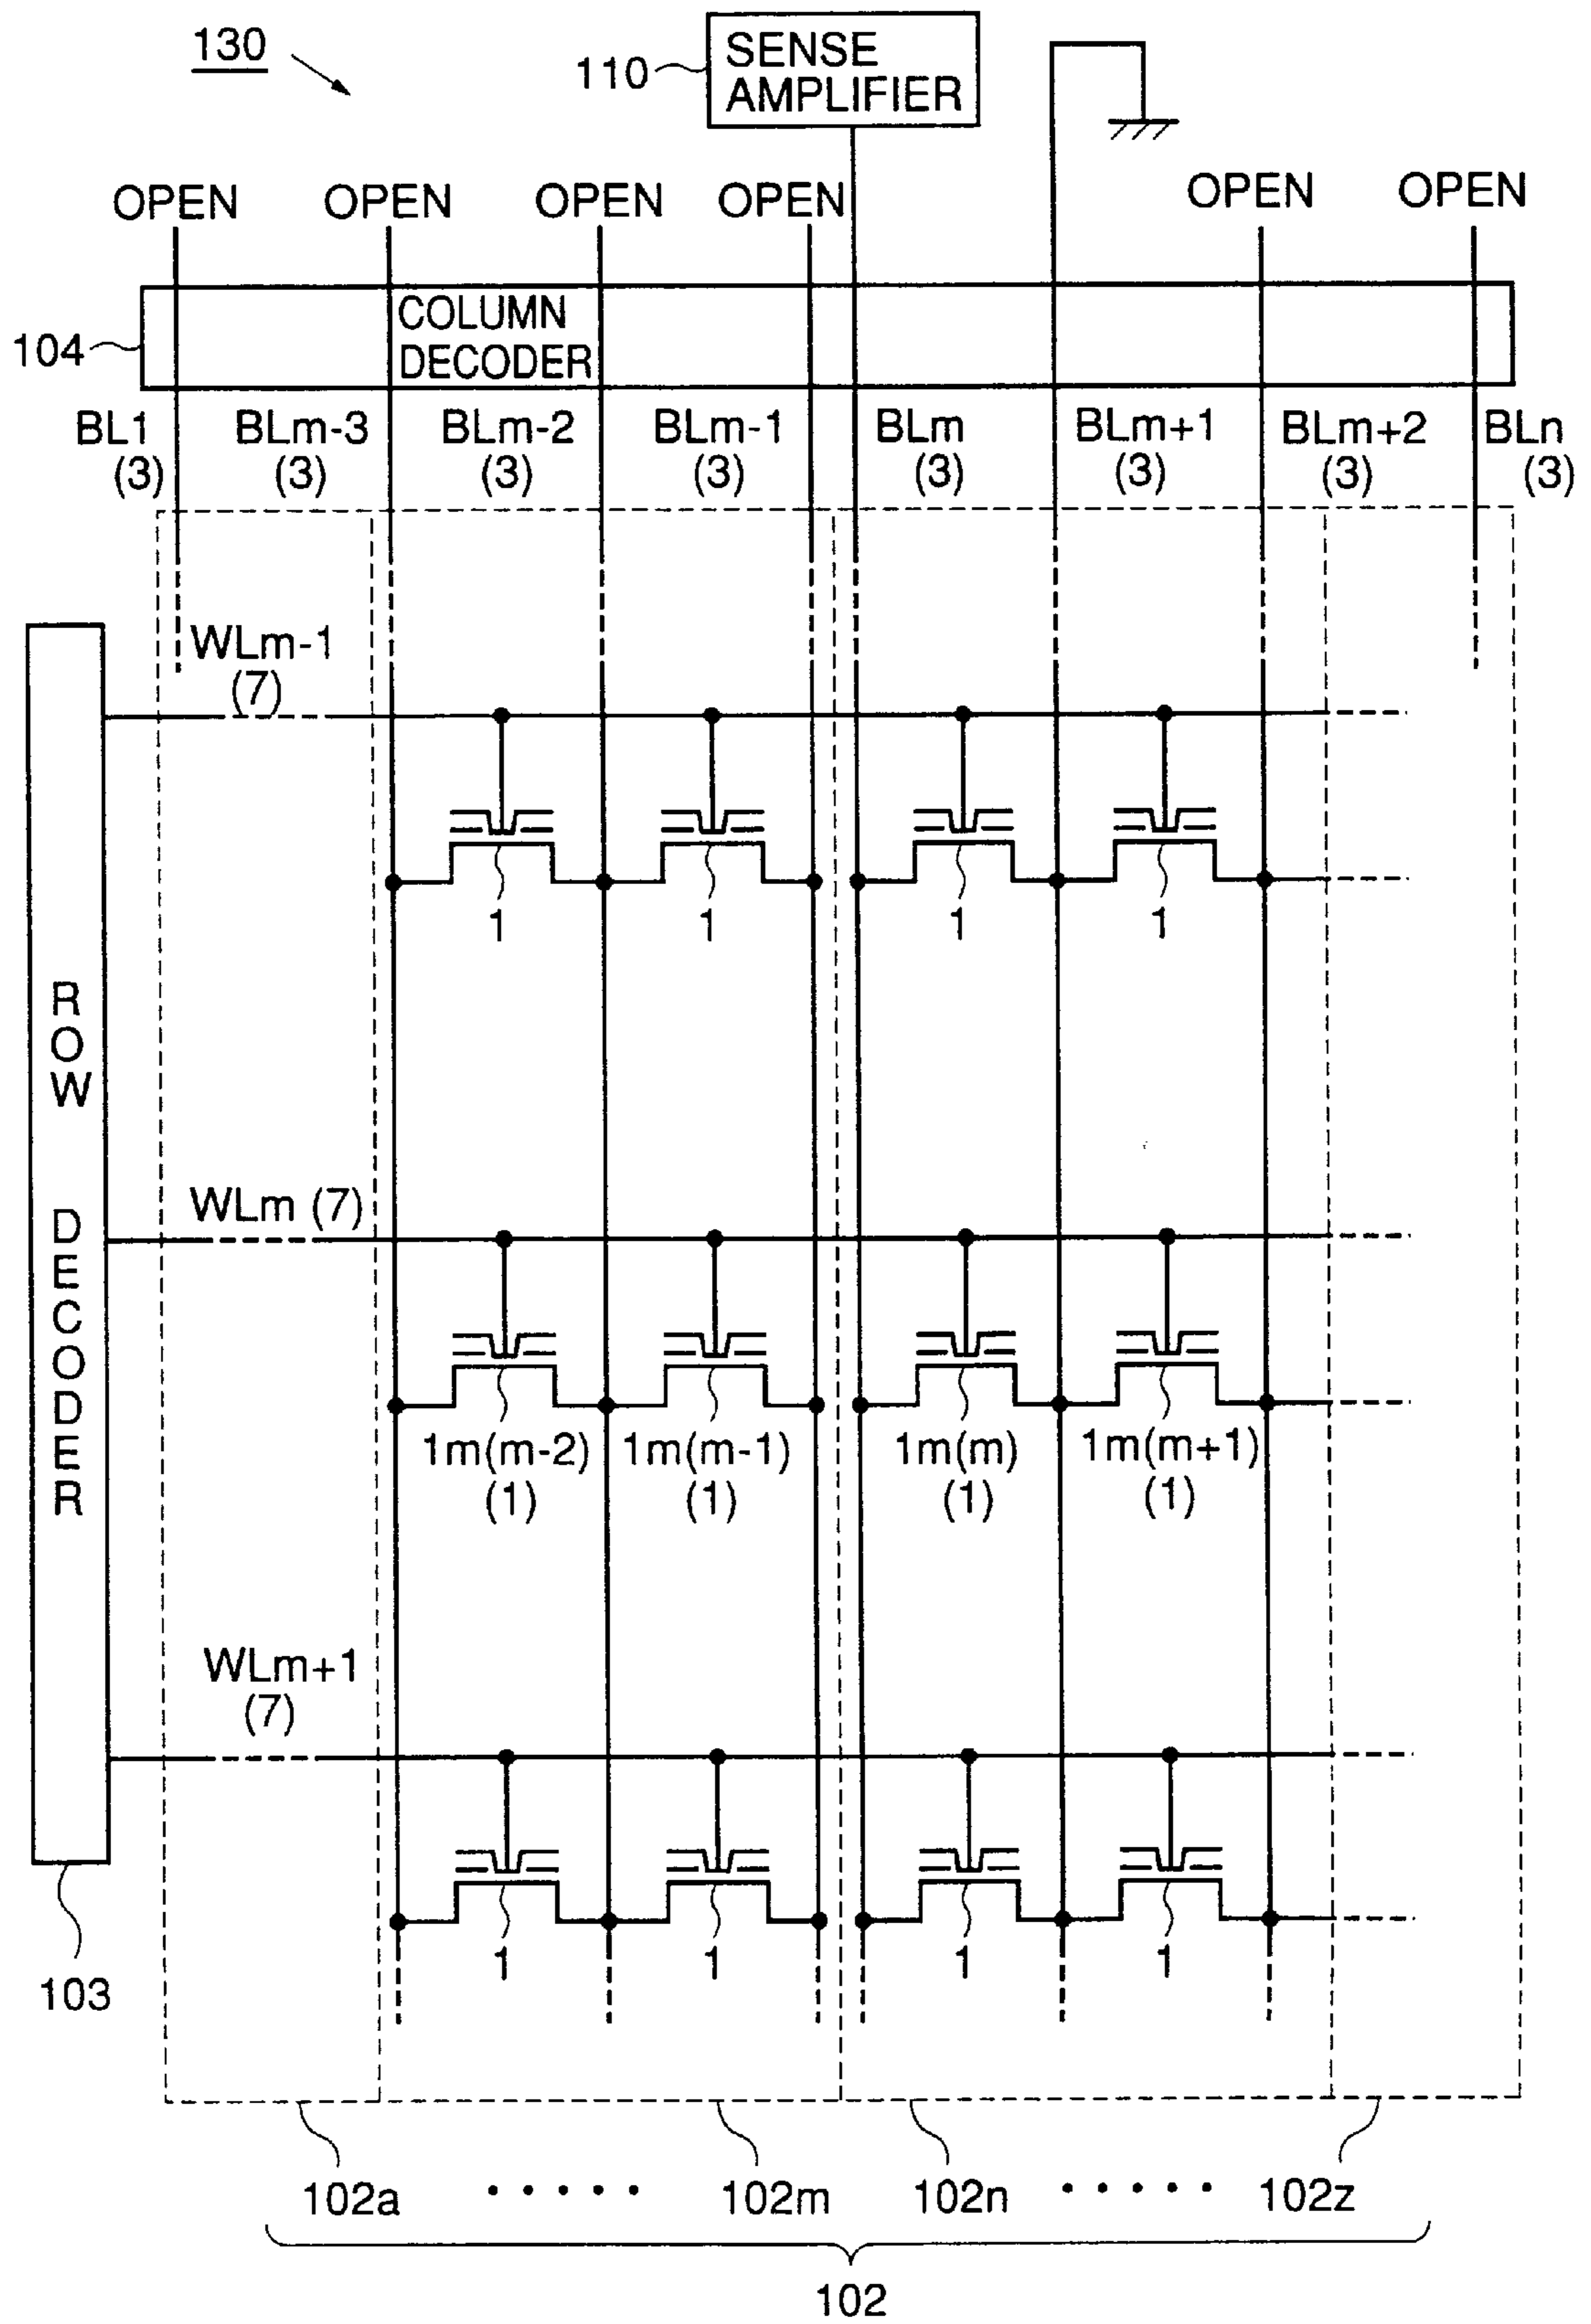 130
110
SENSE
AMPLIFIER
OPEN OPEN OPEN OPEN OPEN OPEN
104
COLUMN
DECODER
BL1 BLm-3 BLm-2 BLm-1 BLm BLm+1 BLm+2 BLn
(3) (3) (3) (3) (3) (3) (3) (3)
WLm-1
(7)
1 1 1 1
ROW DECODER
WLm (7)
1m(m-2) 1m(m-1) 1m(m) 1m(m+1)
(1) (1) (1) (1)
WLm+1
(7)
1 1 1 1
103
102a ..... 102m 102n ..... 102z
102